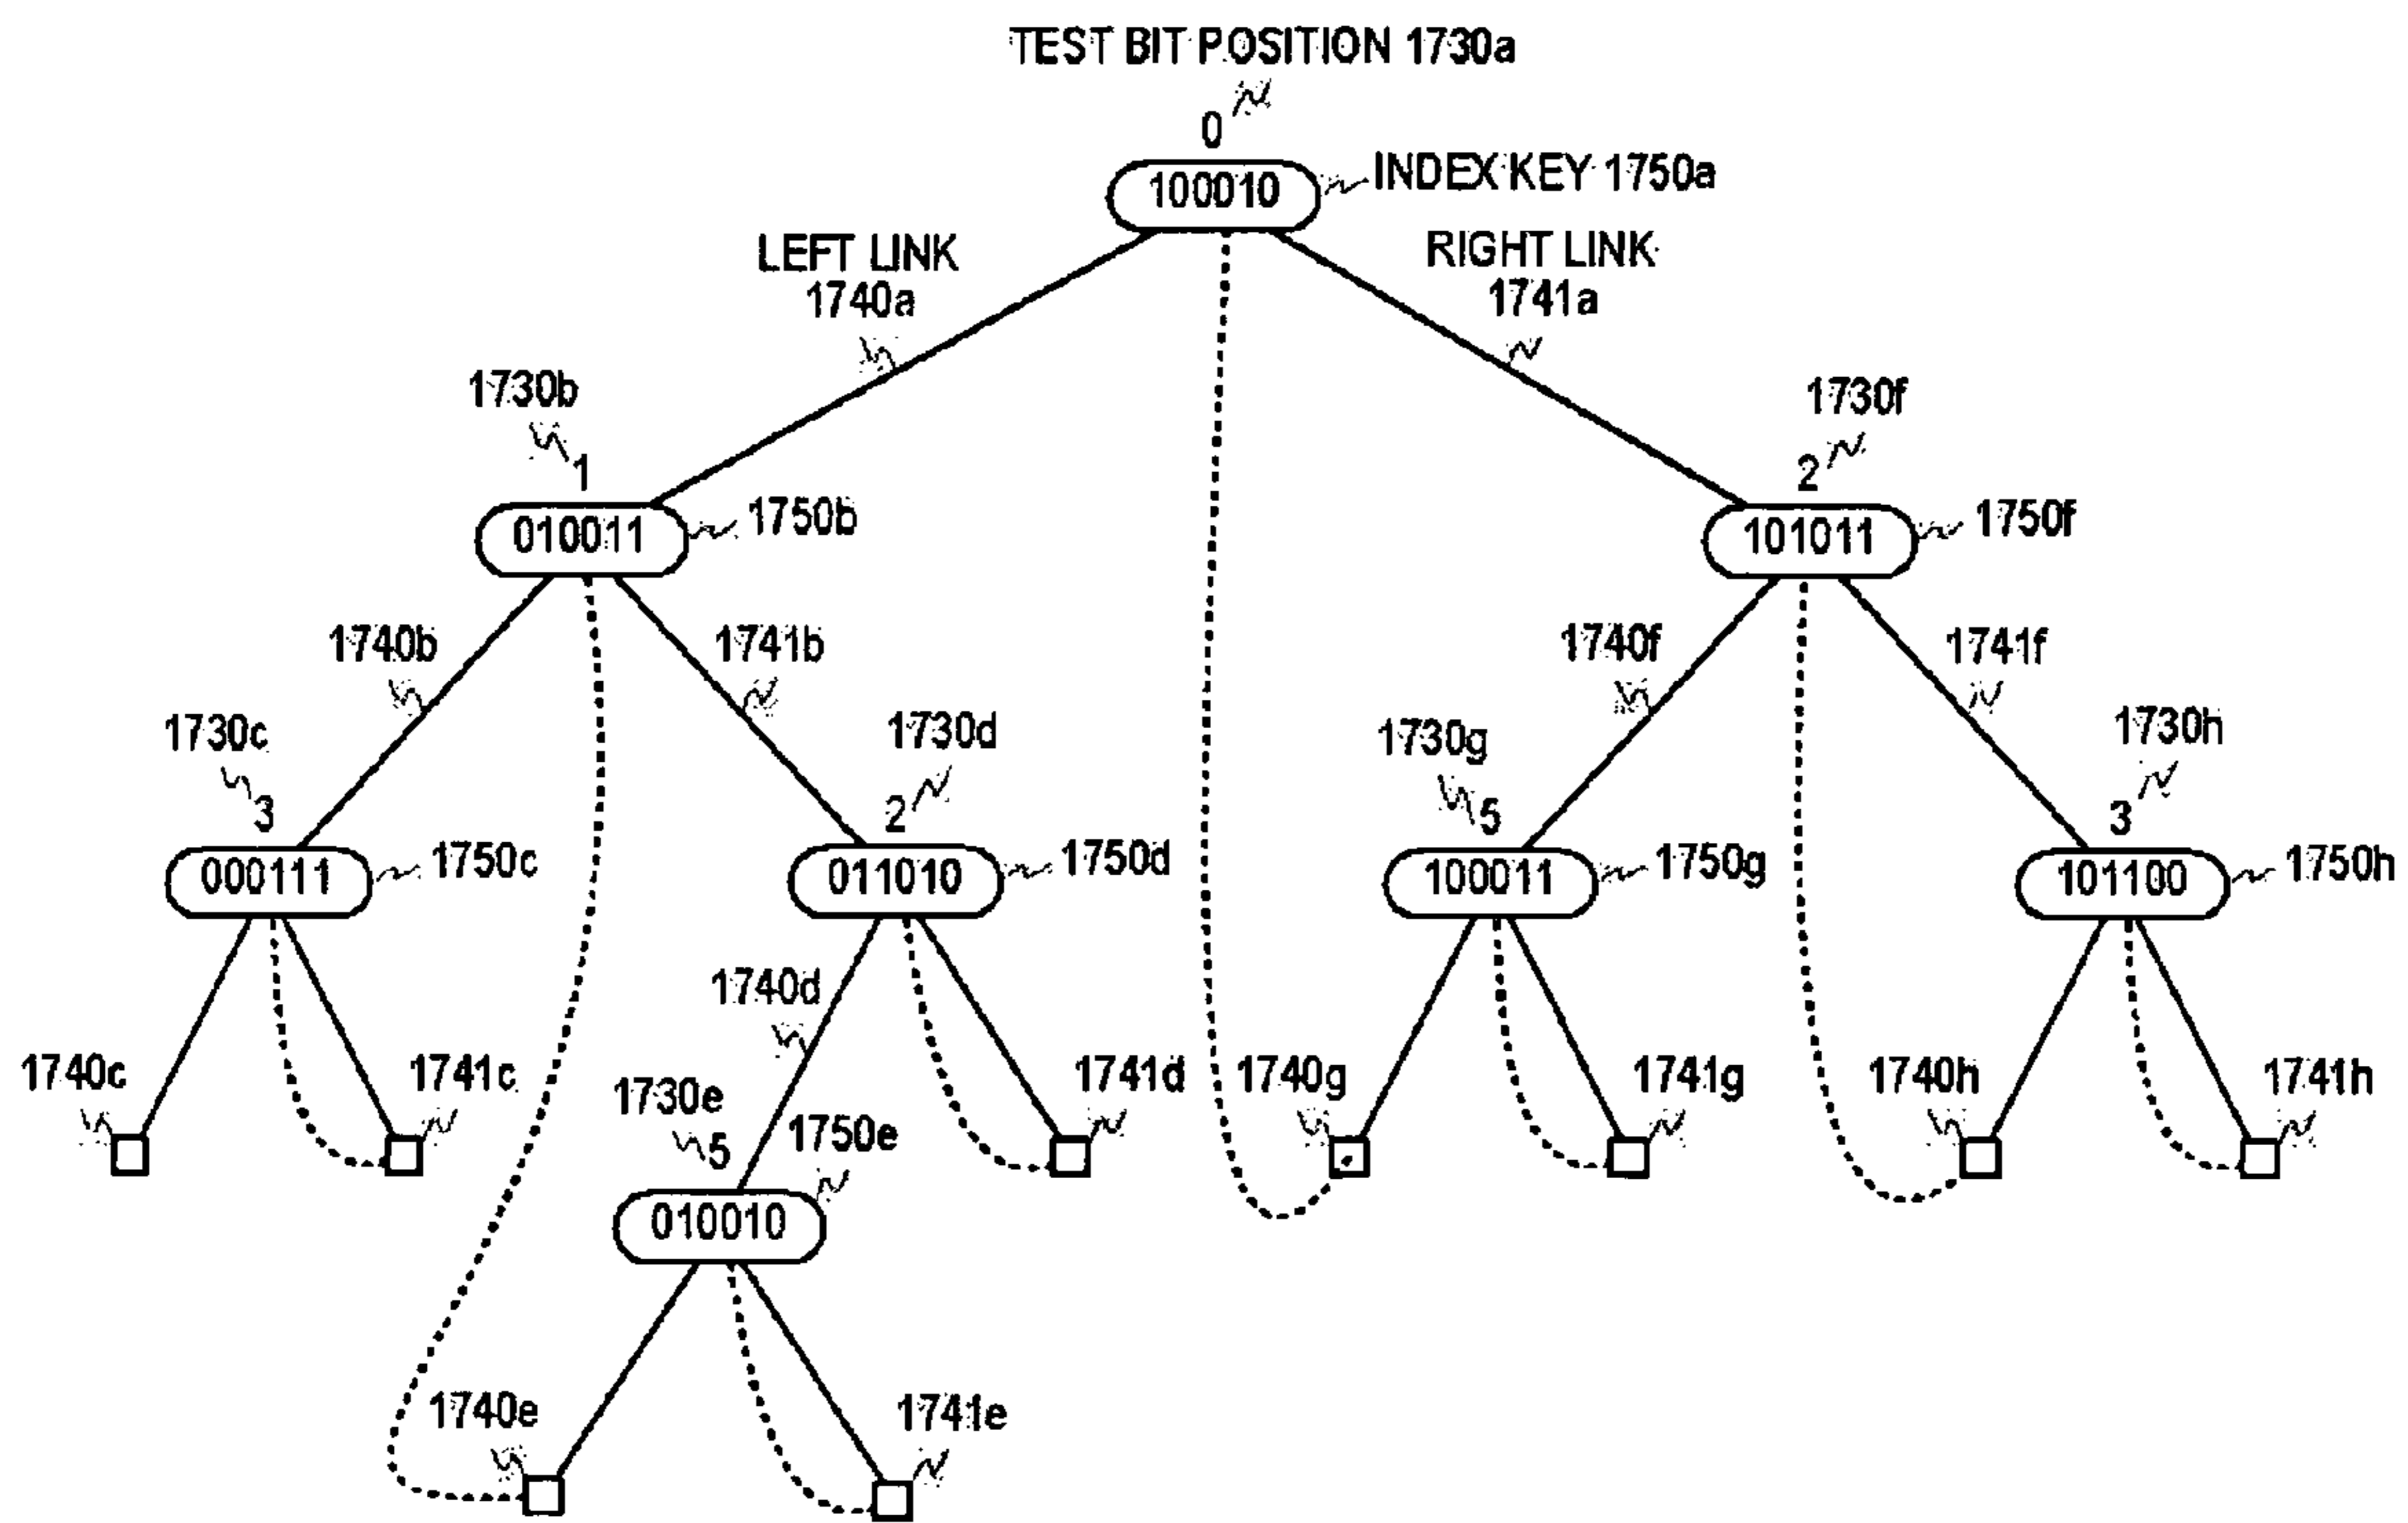 TEST BIT POSITION 1730a
0
100010
INDEX KEY 1750a
LEFT LINK
1740a
RIGHT LINK
1741a
1730b
1
010011
1750b
1730f
2
101011
1750f
1740b
1741b
1740f
1741f
1730c
3
000111
1750c
1730d
2
011010
1750d
1730g
5
100011
1750g
1730h
3
101100
1750h
1740d
1740c
1741c
1730e
5
1750e
010010
1741d
1740g
1741g
1740h
1741h
1740e
1741e